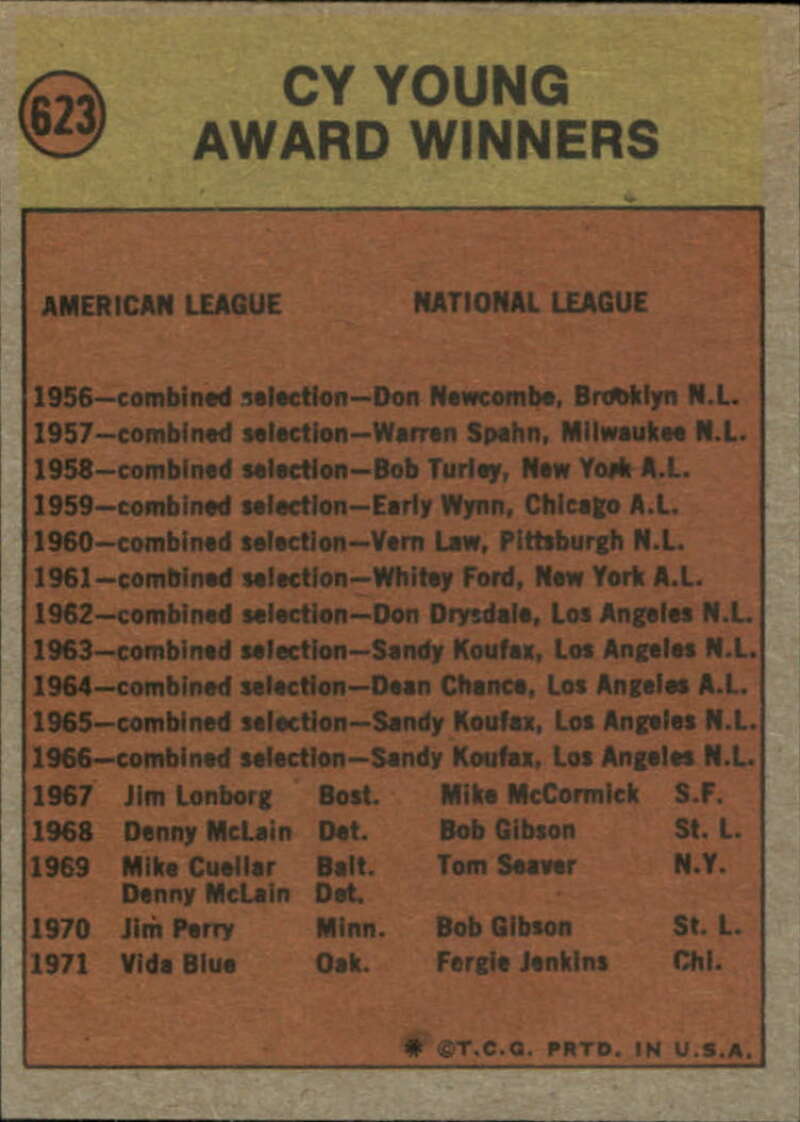 623
CY YOUNG
AWARD WINNERS
AMERICAN LEAGUE NATIONAL LEAGUE
1956—combined selection—Don Newcombe, Brooklyn N.L.
1957—combined selection—Warren Spahn, Milwaukee N.L.
1958—combined selection—Bob Turley, New York A.L.
1959—combined selection—Early Wynn, Chicago A.L.
1960—combined selection—Vern Law, Pittsburgh N.L.
1961—combined selection—Whitey Ford, New York A.L.
1962—combined selection—Don Drysdale, Los Angeles N.L.
1963—combined selection—Sandy Koufax, Los Angeles N.L.
1964—combined selection—Dean Chance, Los Angeles A.L.
1965—combined selection—Sandy Koufax, Los Angeles N.L.
1966—combined selection—Sandy Koufax, Los Angeles N.L.
1967 Jim Lonborg Bost. Mike McCormick S.F.
1968 Denny McLain Det. Bob Gibson St. L.
1969 Mike Cuellar Balt. Tom Seaver N.Y.
Denny McLain Det.
1970 Jim Perry Minn. Bob Gibson St. L.
1971 Vida Blue Oak. Fergie Jenkins Chi.
* ©T.C.G. PRTD. IN U.S.A.